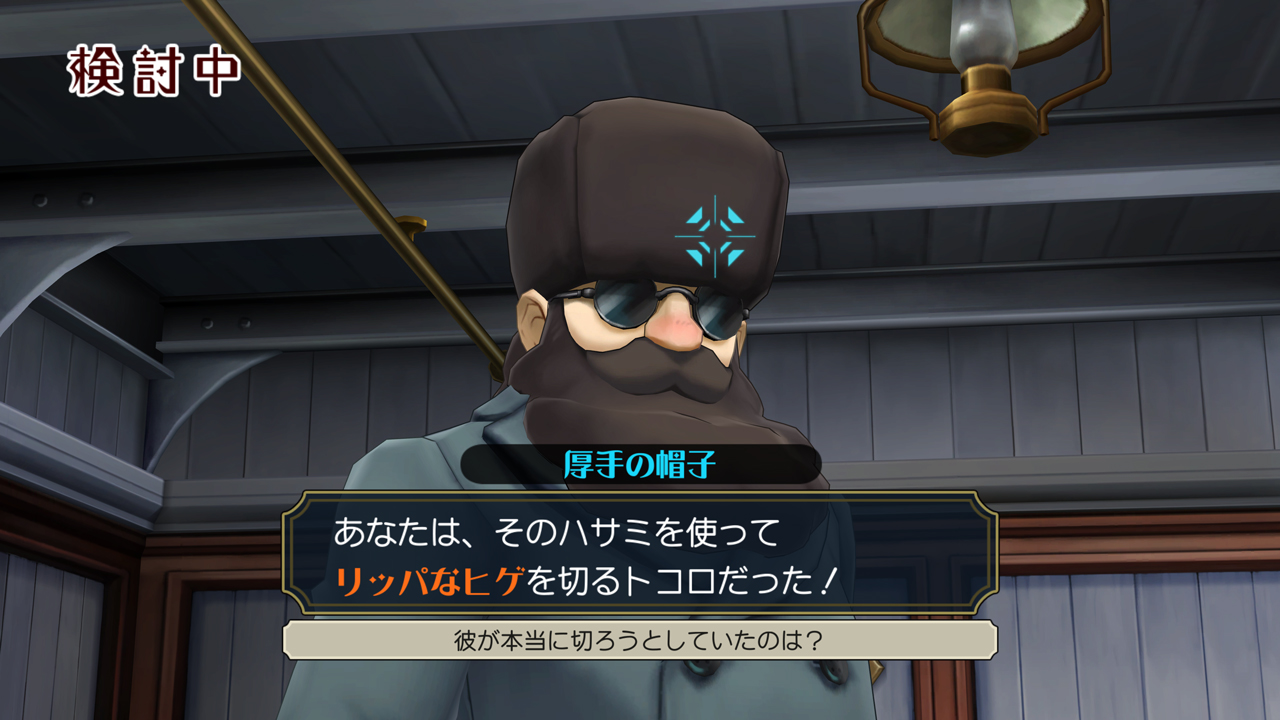 検討中
厚手の帽子
あなたは、そのハサミを使って
リッパなヒゲを切るトコロだった！
彼が本当に切ろうとしていたのは？